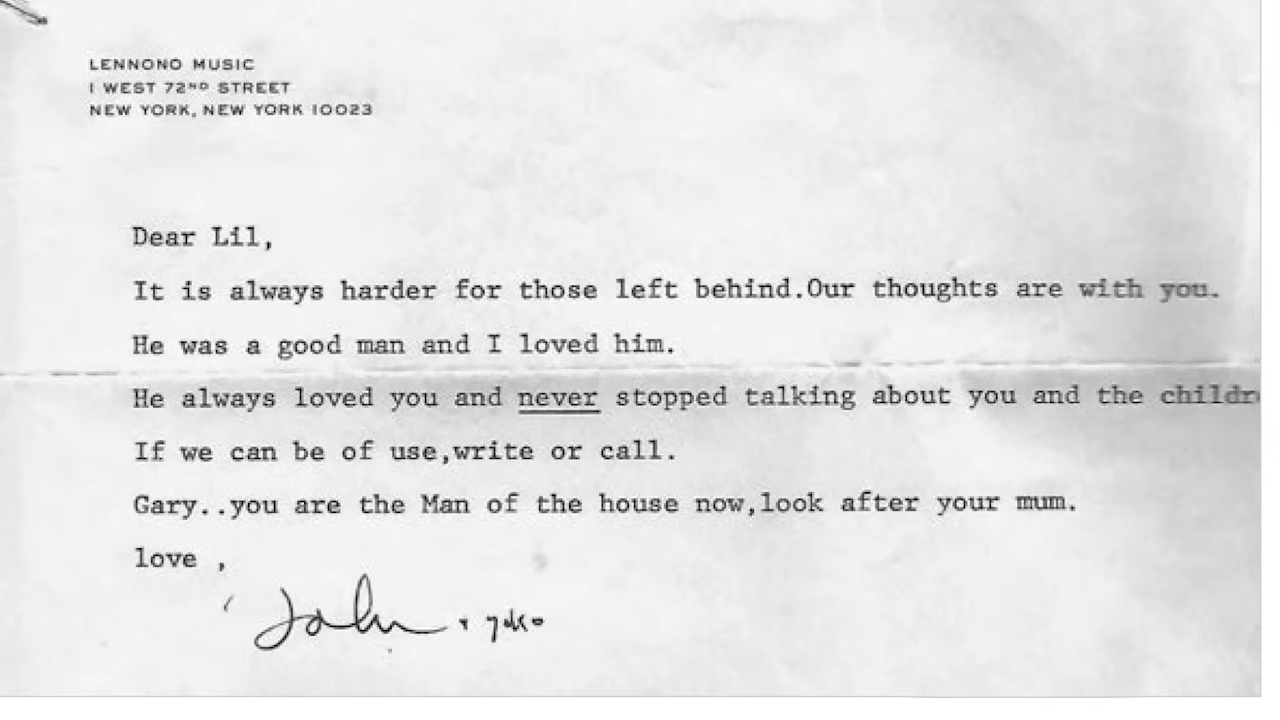 LENNONO MUSIC
1 WEST 72ND STREET
NEW YORK, NEW YORK 10023
Dear Lil,
It is always harder for those left behind.Our thoughts are with you.
He was a good man and I loved him.
He always loved you and never stopped talking about you and the childr
If we can be of use,write or call.
Gary..you are the Man of the house now,look after your mum.
love ,
John + yoko